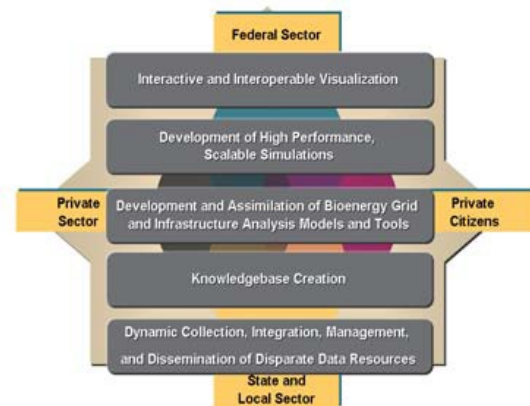 Federal Sector
Interactive and Interoperable Visualization
Development of High Performance,
Scalable Simulations
Private
Sector
Development and Assimilation of Bioenergy Grid
and Infrastructure Analysis Models and Tools
Private
Citizens
Knowledgebase Creation
Dynamic Collection, Integration, Management,
and Dissemination of Disparate Data Resources
State and
Local Sector